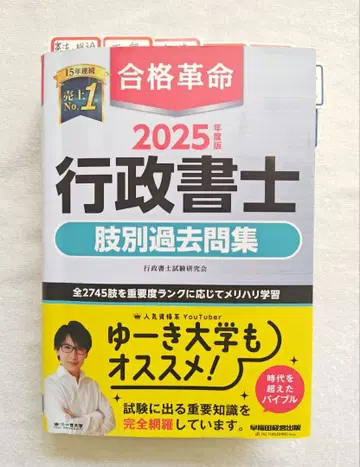 15年連続
売上
No.1
合格革命
2025年度版
行政書士
肢別過去問集
行政書士試験研究会
全2745肢を重要度ランクに応じてメリハリ学習
人気資格系YouTuber
ゆーき大学も
オススメ!
時代を
超えた
バイブル
試験に出る重要知識を
完全網羅しています。
ゆーき大学
早稲田経営出版